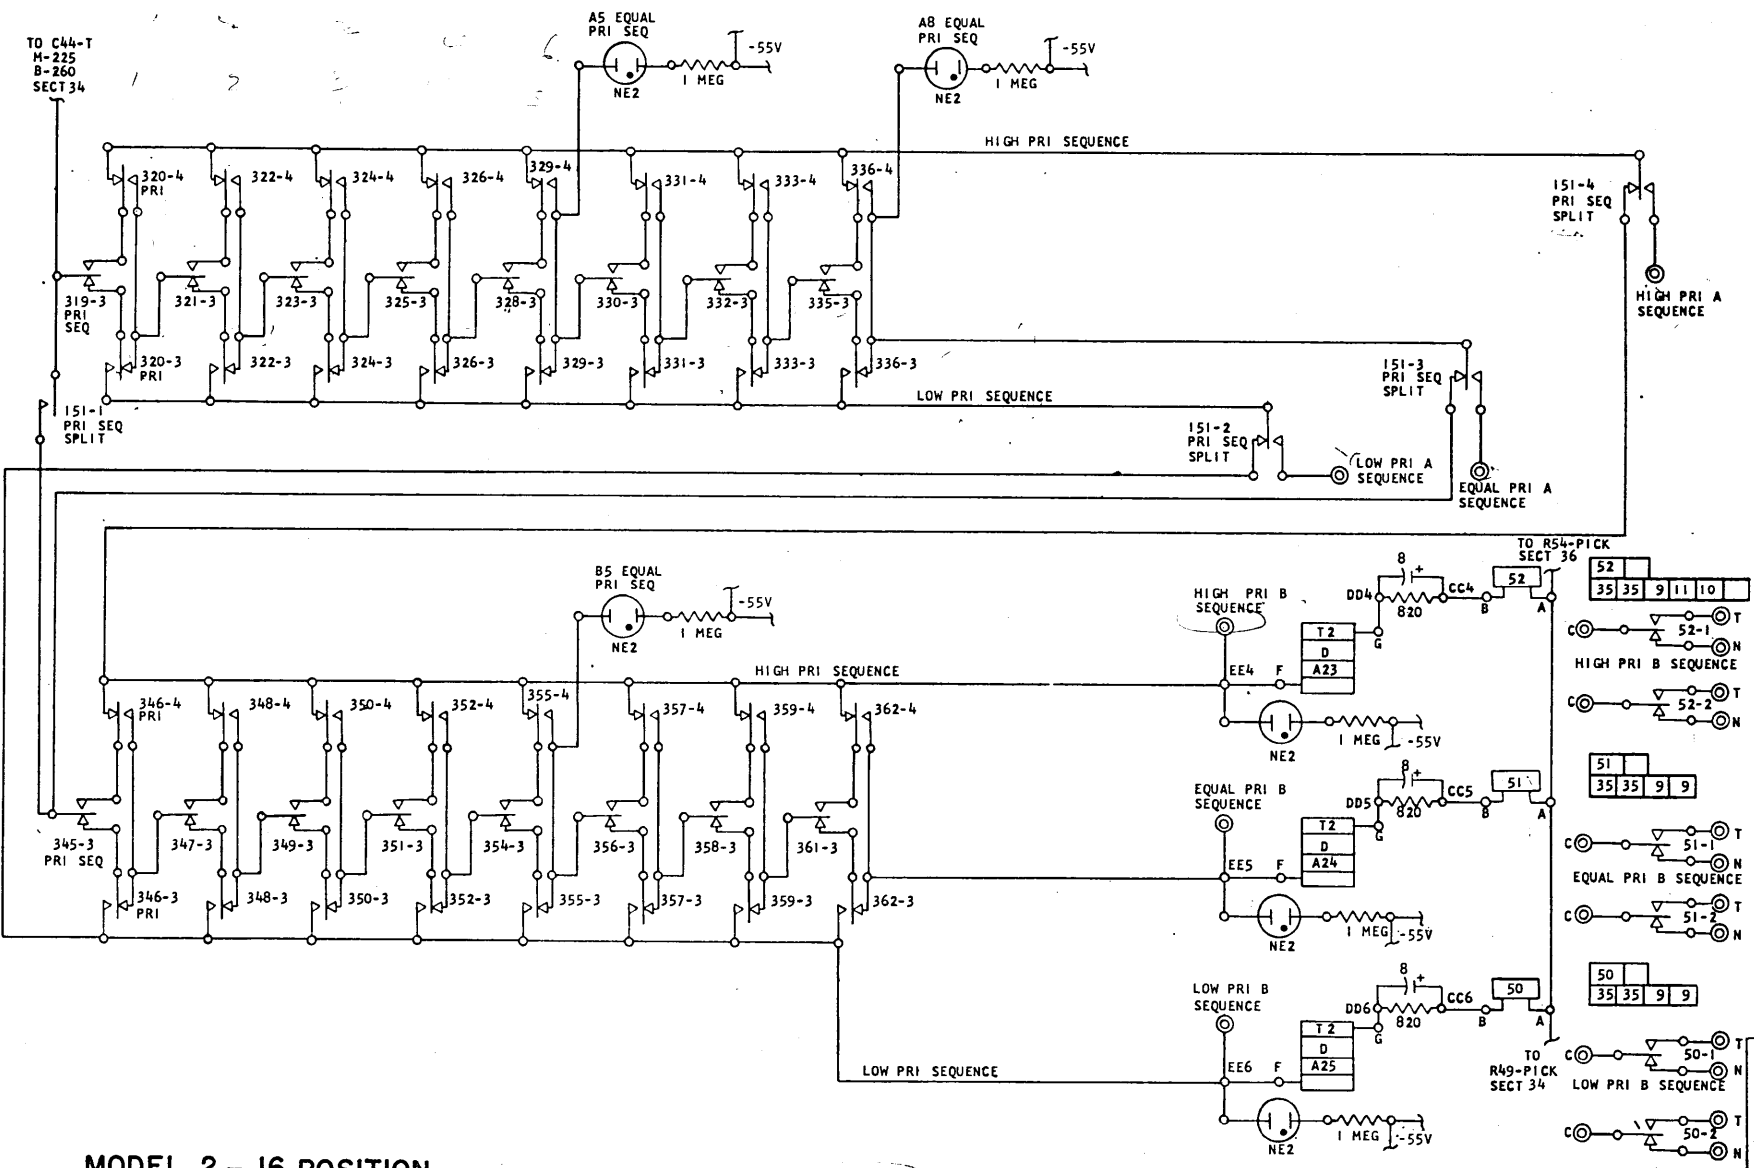 TO C44-T
M-225
B-260
SECT 34
A5 EQUAL
PRI SEQ
-55V
1 MEG
NE2
A8 EQUAL
PRI SEQ
-55V
1 MEG
NE2
HIGH PRI SEQUENCE
320-4
PRI
322-4
324-4
326-4
329-4
331-4
333-4
336-4
151-4
PRI SEQ
SPLIT
HIGH PRI A
SEQUENCE
319-3
PRI
SEQ
321-3
323-3
325-3
328-3
330-3
332-3
335-3
320-3
PRI
322-3
324-3
326-3
329-3
331-3
333-3
336-3
151-3
PRI SEQ
SPLIT
LOW PRI SEQUENCE
151-1
PRI SEQ
SPLIT
151-2
PRI SEQ
SPLIT
LOW PRI A
SEQUENCE
EQUAL PRI A
SEQUENCE
TO R54-PICK
SECT 36
B5 EQUAL
PRI SEQ
-55V
1 MEG
NE2
HIGH PRI B
SEQUENCE
DD4
8
+
820
CC4
B
52
A
52
35 35 9 11 10
T2
D
A23
G
EE4
F
C
52-1
T
N
HIGH PRI B SEQUENCE
C
52-2
T
N
NE2
1 MEG
-55V
HIGH PRI SEQUENCE
346-4
PRI
348-4
350-4
352-4
355-4
357-4
359-4
362-4
EQUAL PRI B
SEQUENCE
DD5
8
+
820
CC5
B
51
A
51
35 35 9 9
T2
D
A24
G
EE5
F
C
51-1
T
N
EQUAL PRI B SEQUENCE
C
51-2
T
N
NE2
1 MEG
-55V
345-3
PRI SEQ
347-3
349-3
351-3
354-3
356-3
358-3
361-3
346-3
PRI
348-3
350-3
352-3
355-3
357-3
359-3
362-3
LOW PRI B
SEQUENCE
DD6
8
+
820
CC6
B
50
A
50
35 35 9 9
T2
D
A25
G
EE6
F
LOW PRI SEQUENCE
TO
R49-PICK
SECT 34
C
50-1
T
N
LOW PRI B SEQUENCE
C
50-2
T
N
NE2
1 MEG
-55V
MODEL 2 - 16 POSITION